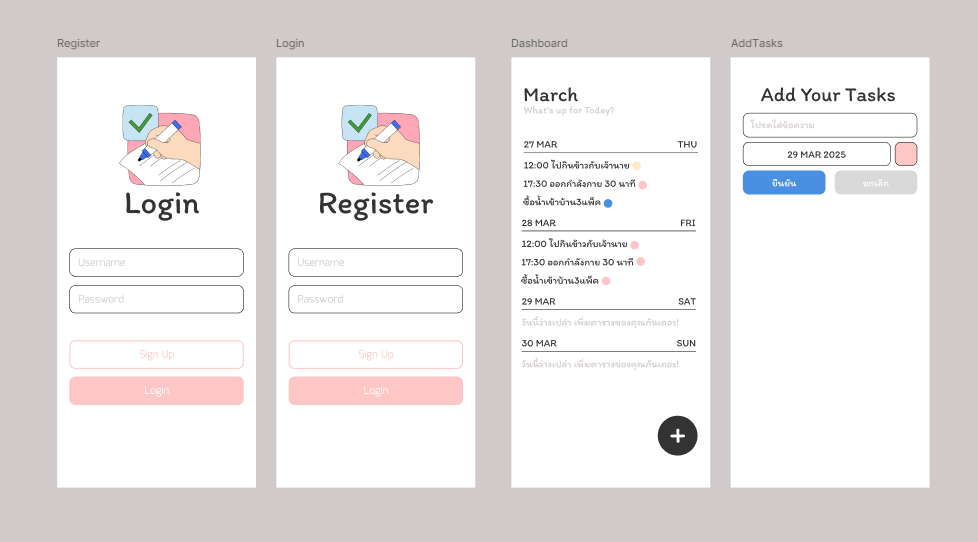 Register
Login
Username
Password
Sign Up
Login
Login
Register
Username
Password
Sign Up
Login
Dashboard
March
What's up for Today?
27 MAR THU
12:00 ไปกินข้าวกับเจ้านาย
17:30 ออกกำลังกาย 30 นาที
ซื้อน้ำเข้าบ้าน3แพ็ค
28 MAR FRI
12:00 ไปกินข้าวกับเจ้านาย
17:30 ออกกำลังกาย 30 นาที
ซื้อน้ำเข้าบ้าน3แพ็ค
29 MAR SAT
วันนี้ว่างเปล่า เพิ่มตารางของคุณกันเถอะ!
30 MAR SUN
วันนี้ว่างเปล่า เพิ่มตารางของคุณกันเถอะ!
AddTasks
Add Your Tasks
โปรดใส่ข้อความ
29 MAR 2025
ยืนยัน
ยกเลิก